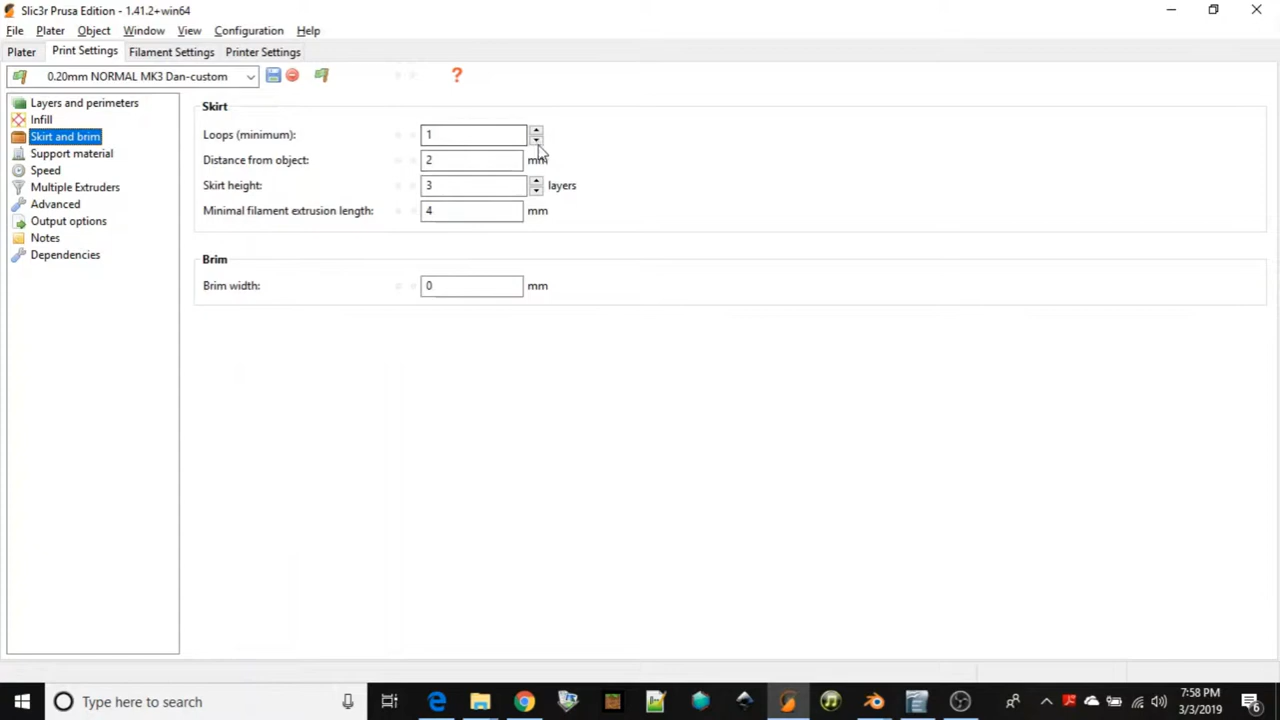 Slic3r Prusa Edition - 1.41.2+win64
File Plater Object Window View Configuration Help
Plater Print Settings Filament Settings Printer Settings
0.20mm NORMAL MK3 Dan-custom ?
Layers and perimeters
Infill
Skirt and brim
Support material
Speed
Multiple Extruders
Advanced
Output options
Notes
Dependencies
Skirt
Loops (minimum): 1
Distance from object: 2 mm
Skirt height: 3 layers
Minimal filament extrusion length: 4 mm
Brim
Brim width: 0 mm
Type here to search
7:58 PM
3/3/2019
6